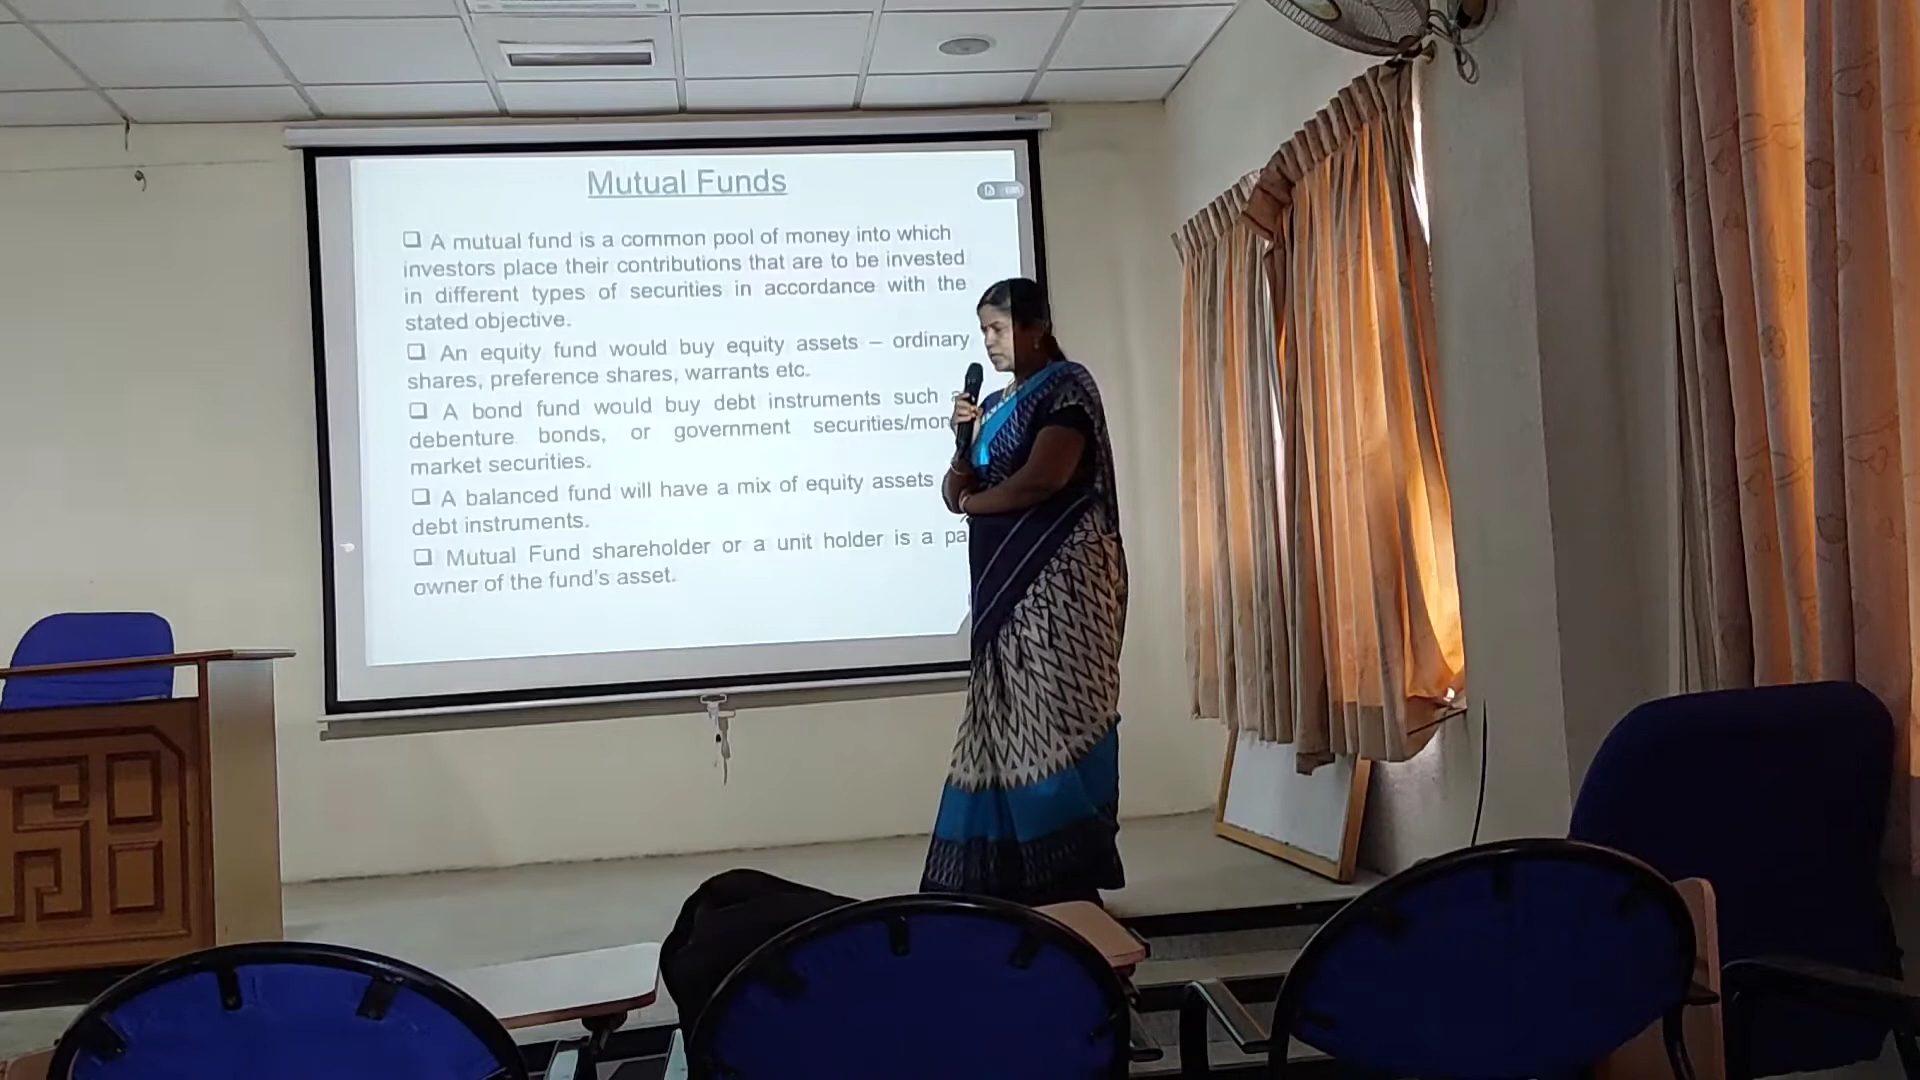 Mutual Funds
❑ A mutual fund is a common pool of money into which
investors place their contributions that are to be invested
in different types of securities in accordance with the
stated objective.
❑ An equity fund would buy equity assets – ordinary
shares, preference shares, warrants etc.
❑ A bond fund would buy debt instruments such
debenture bonds, or government
market securities.
❑ A balanced fund will have a mix of equity assets
debt instruments.
❑ Mutual Fund shareholder or a unit holder is a
owner of the fund's asset.